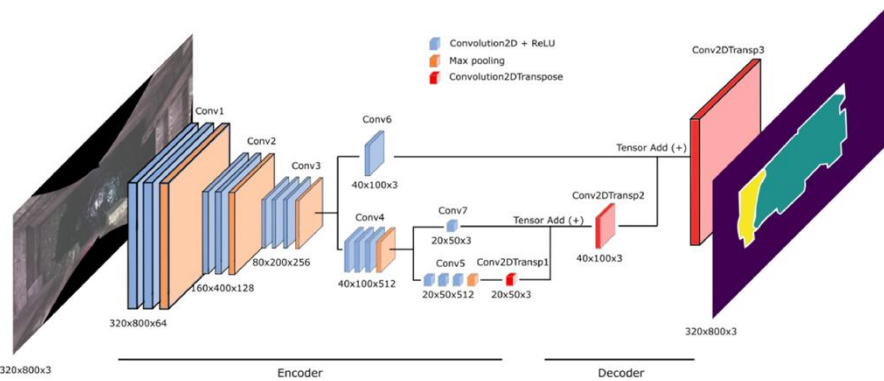 Convolution2D + ReLU
Max pooling
Convolution2DTranspose
Conv2DTransp3
Conv1
Conv2
Conv3
Conv6
40x100x3
Tensor Add (+)
Conv4
Conv7
20x50x3
Tensor Add (+)
Conv2DTransp2
40x100x3
Conv5
Conv2DTransp1
80x200x256
40x100x512
20x50x512
20x50x3
160x400x128
320x800x64
320x800x3
320x800x3
Encoder
Decoder